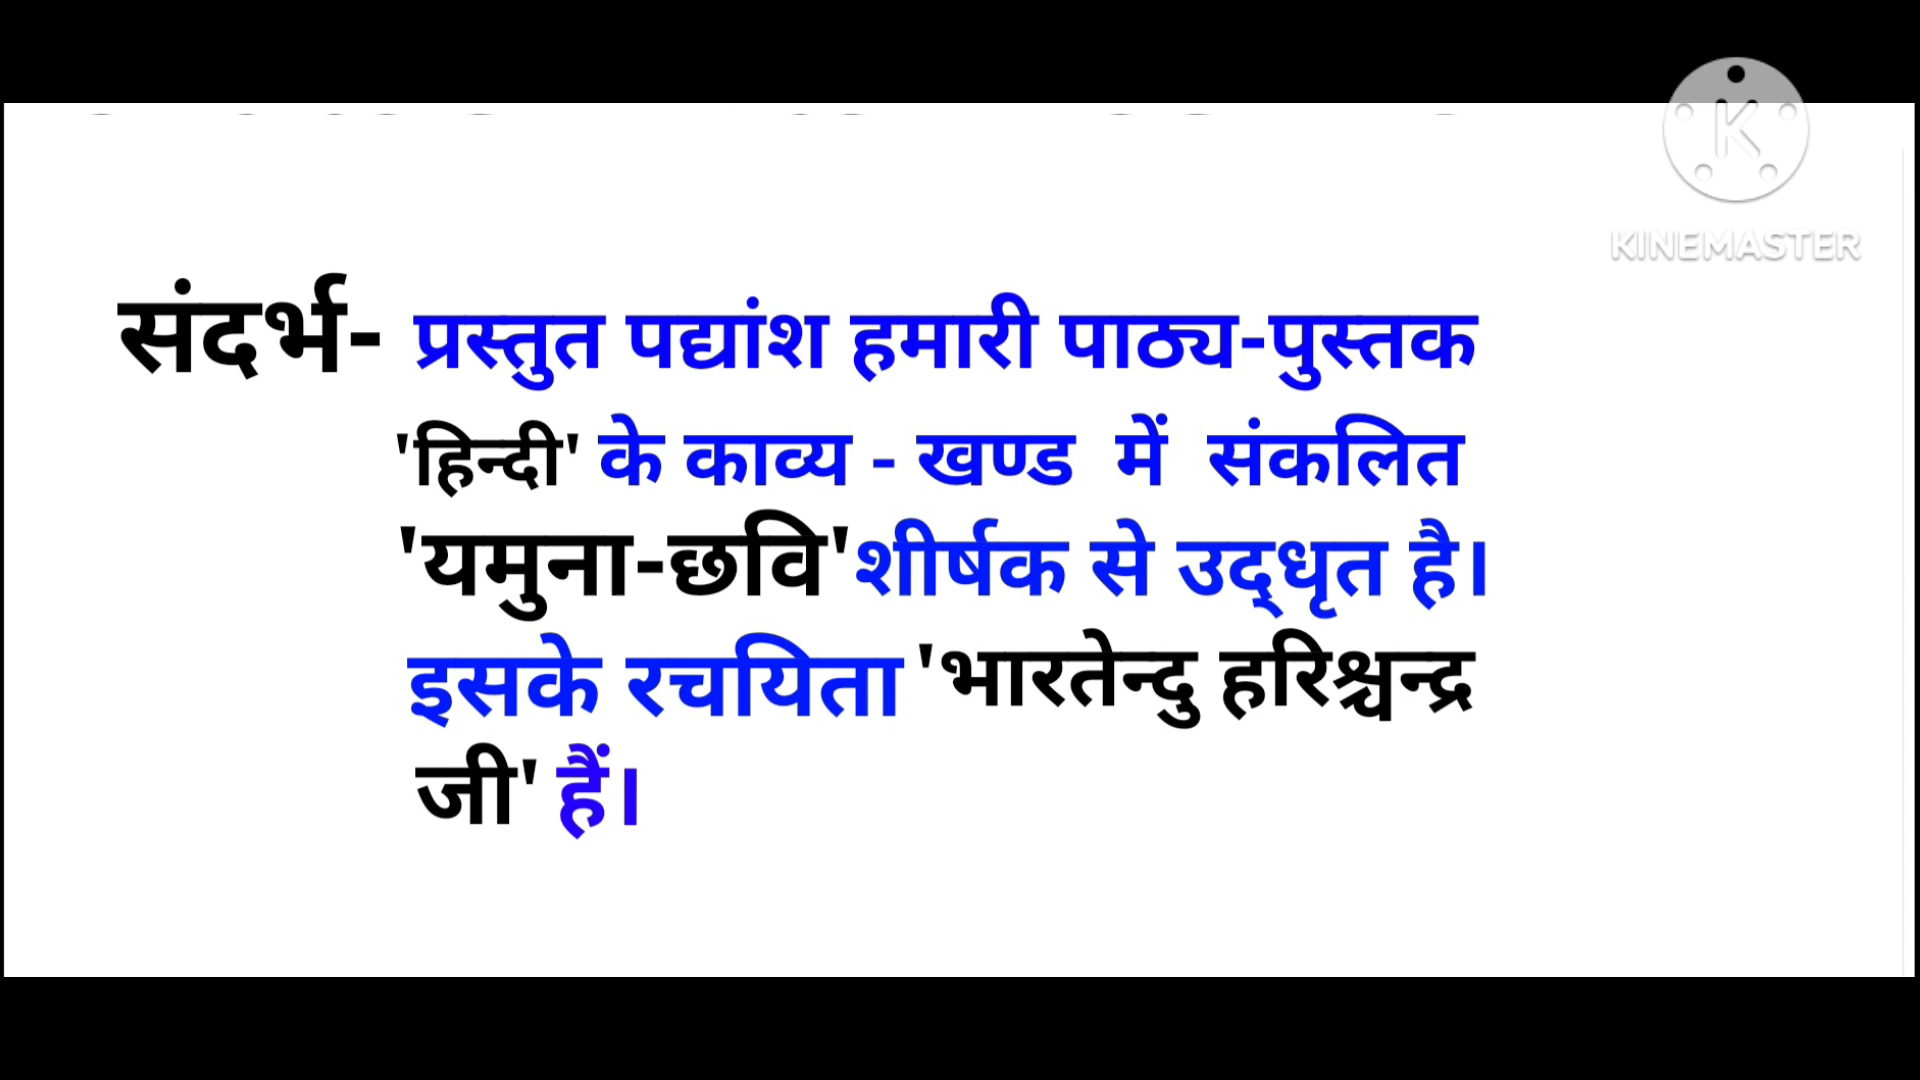 KINEMASTER
संदर्भ- प्रस्तुत पद्यांश हमारी पाठ्य-पुस्तक
'हिन्दी' के काव्य - खण्ड में संकलित
'यमुना-छवि'शीर्षक से उद्धृत है।
इसके रचयिता 'भारतेन्दु हरिश्चन्द्र
जी' हैं।